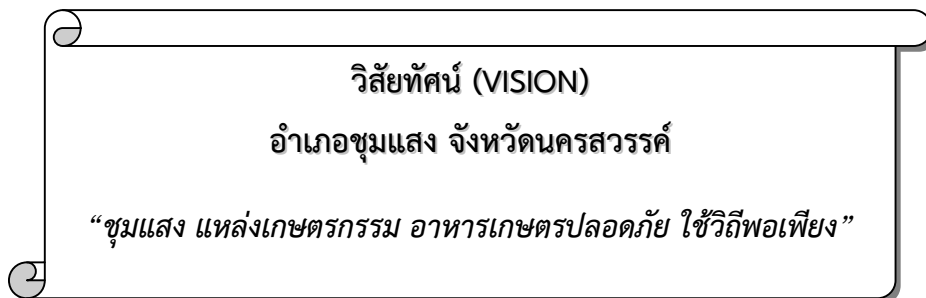 วิสัยทัศน์ (VISION)
อำเภอชุมแสง จังหวัดนครสวรรค์
“ชุมแสง แหล่งเกษตรกรรม อาหารเกษตรปลอดภัย ใช้วิถีพอเพียง”